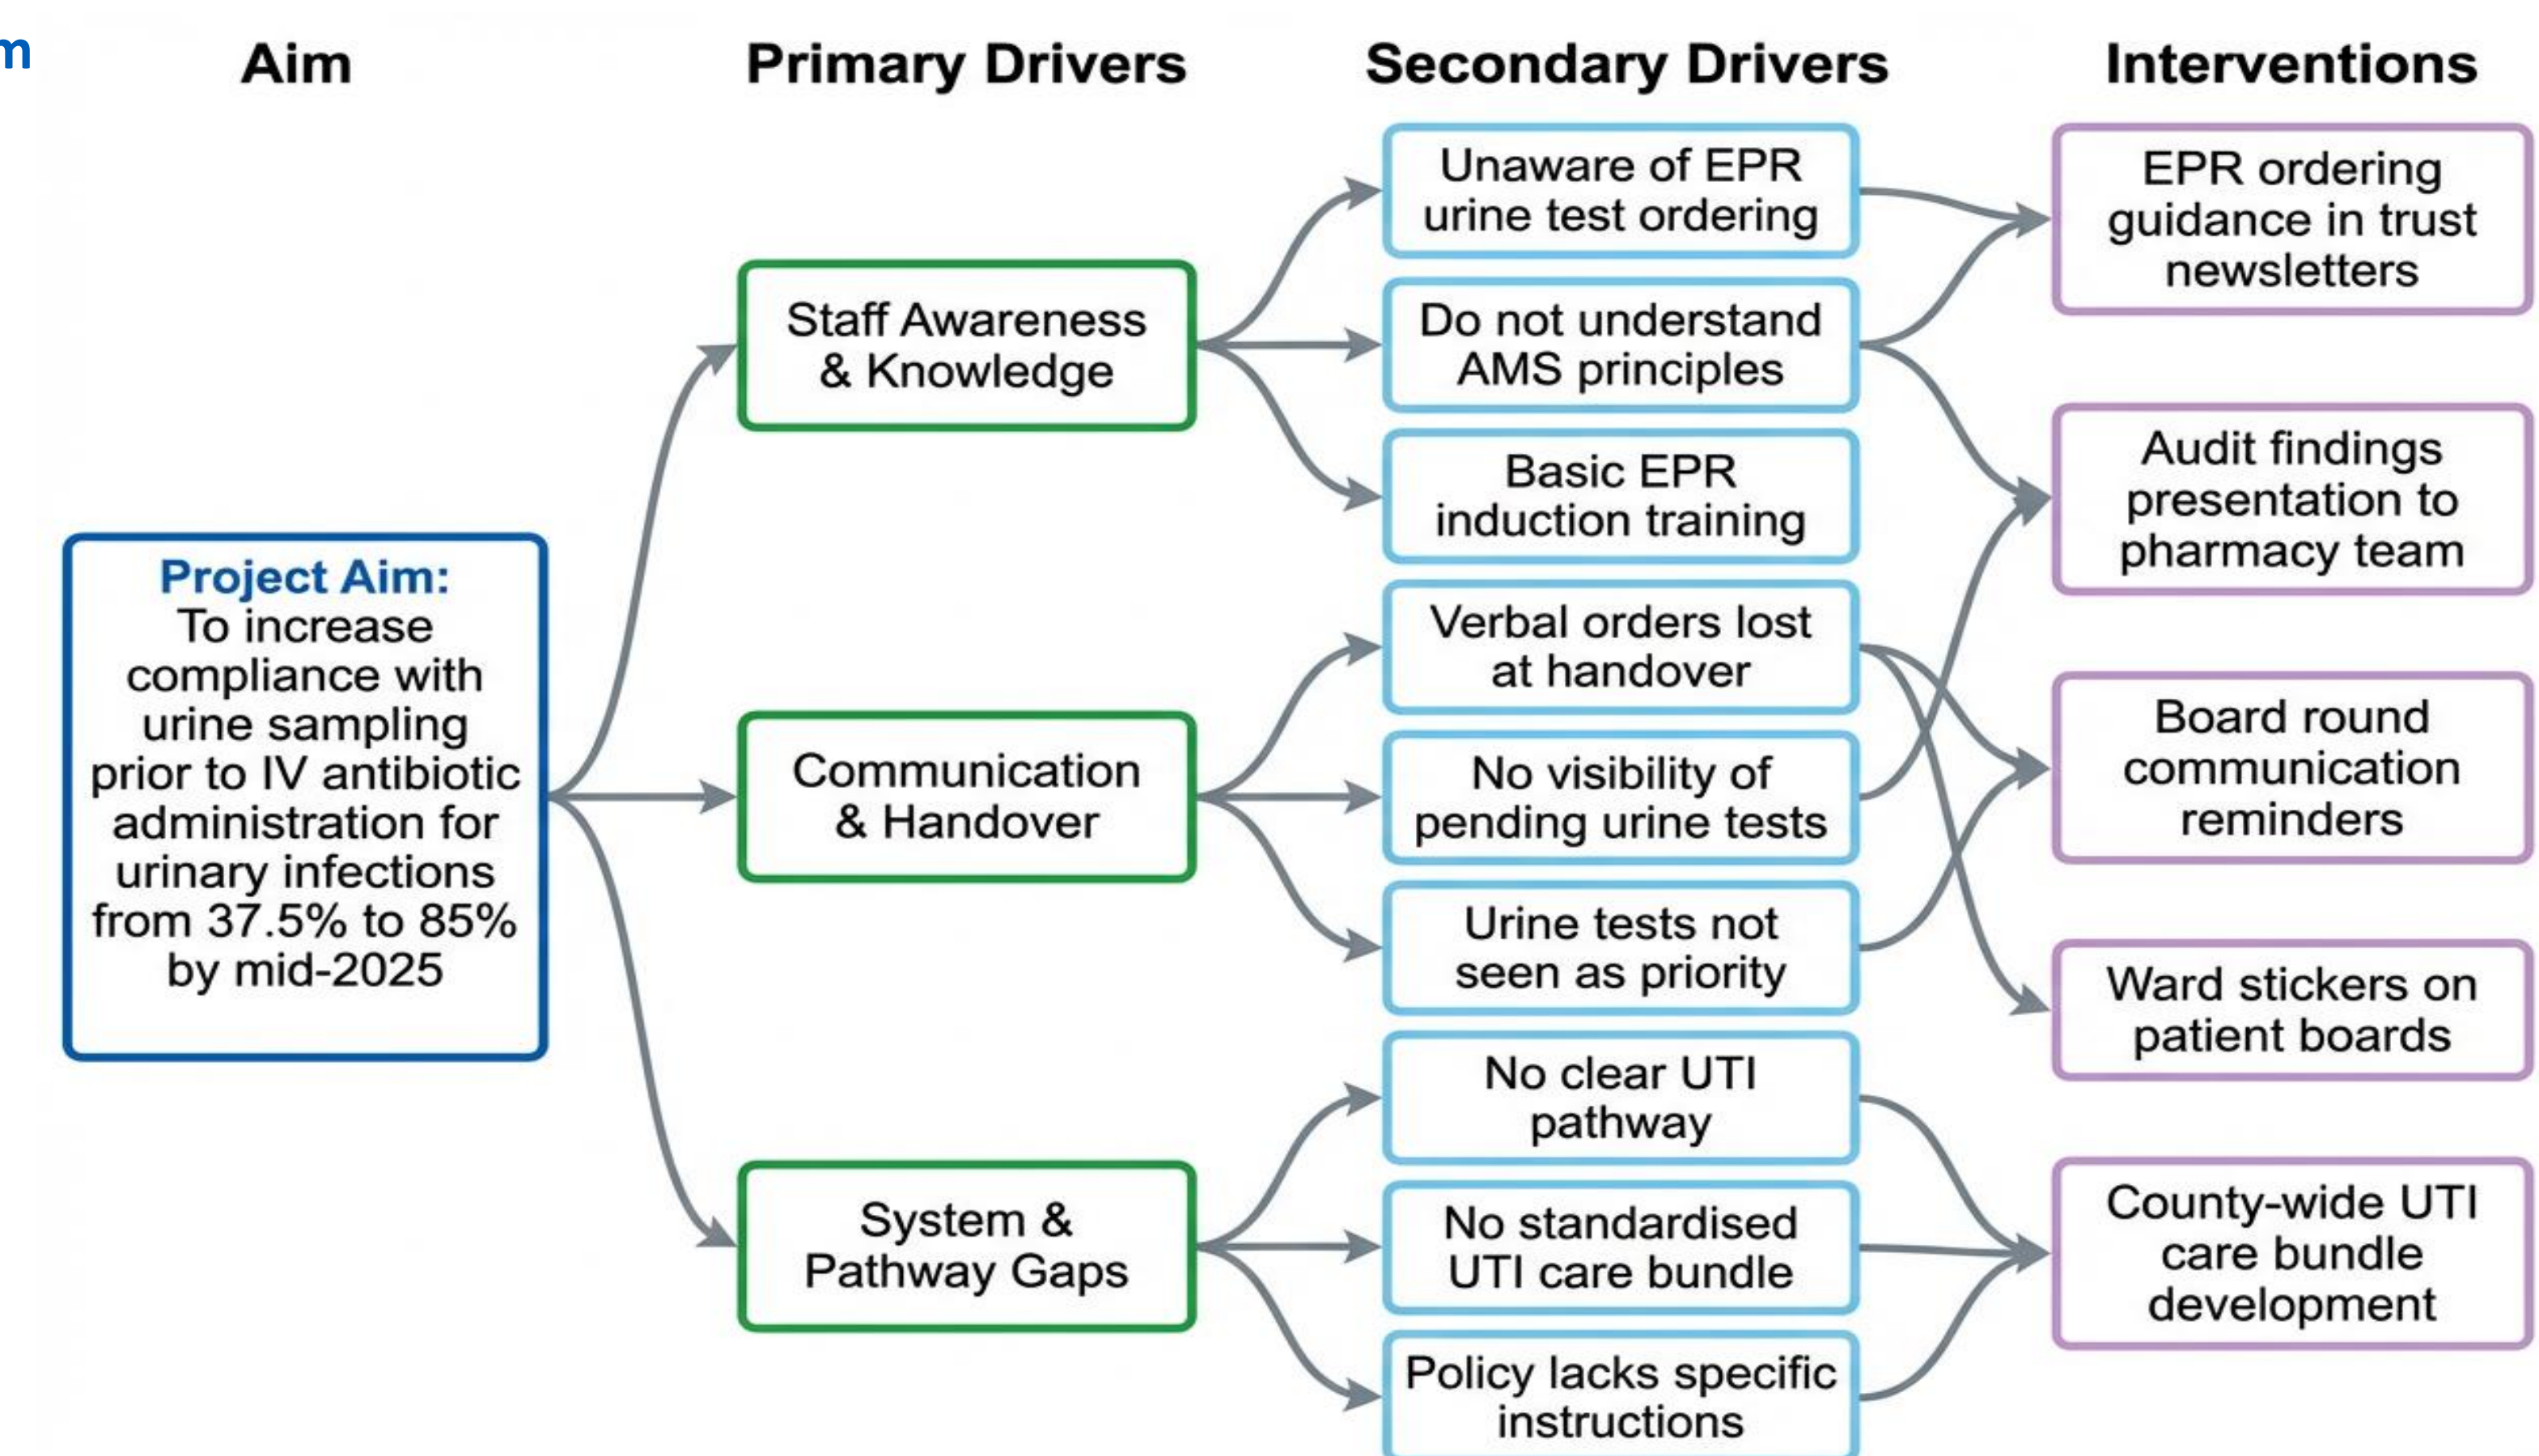 m
Aim
Primary Drivers
Secondary Drivers
Interventions
Project Aim:
To increase
compliance with
urine sampling
prior to IV antibiotic
administration for
urinary infections
from 37.5% to 85%
by mid-2025
Staff Awareness
& Knowledge
Communication
& Handover
System &
Pathway Gaps
Unaware of EPR
urine test ordering
Do not understand
AMS principles
Basic EPR
induction training
Verbal orders lost
at handover
No visibility of
pending urine tests
Urine tests not
seen as priority
No clear UTI
pathway
No standardised
UTI care bundle
Policy lacks specific
instructions
EPR ordering
guidance in trust
newsletters
Audit findings
presentation to
pharmacy team
Board round
communication
reminders
Ward stickers on
patient boards
County-wide UTI
care bundle
development